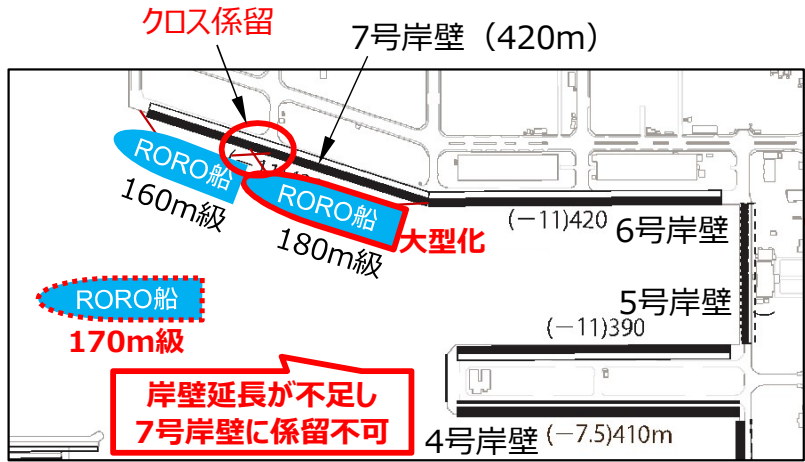 クロス係留
7号岸壁（420m）
RORO船
160m級
RORO船
180m級
大型化
(－11)420
6号岸壁
5号岸壁
RORO船
170m級
(－11)390
岸壁延長が不足し
7号岸壁に係留不可
4号岸壁
(－7.5)410m